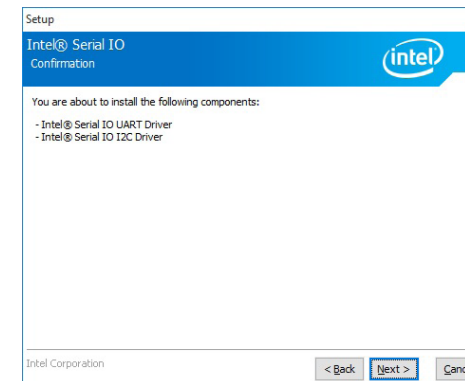 Setup
Intel® Serial IO
Confirmation
intel
You are about to install the following components:
- Intel® Serial IO UART Driver
- Intel® Serial IO I2C Driver
Intel Corporation
< Back Next > Canc